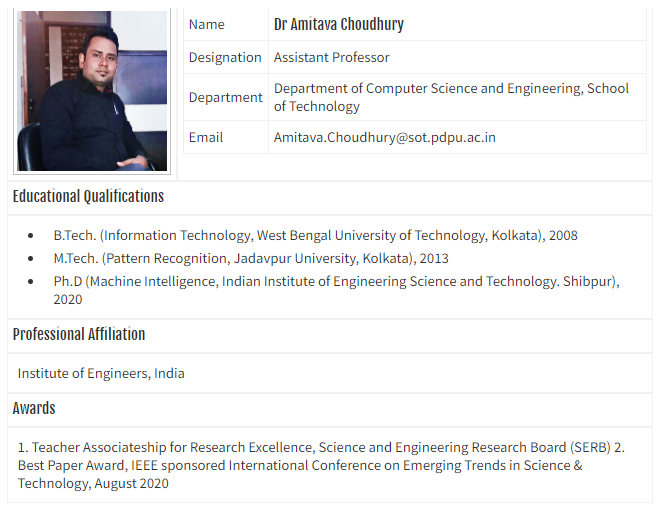 Name Dr Amitava Choudhury
Designation Assistant Professor
Department Department of Computer Science and Engineering, School
of Technology
Email Amitava.Choudhury@sot.pdpu.ac.in
Educational Qualifications
• B.Tech. (Information Technology, West Bengal University of Technology, Kolkata), 2008
• M.Tech. (Pattern Recognition, Jadavpur University, Kolkata), 2013
• Ph.D (Machine Intelligence, Indian Institute of Engineering Science and Technology. Shibpur),
2020
Professional Affiliation
Institute of Engineers, India
Awards
1. Teacher Associateship for Research Excellence, Science and Engineering Research Board (SERB) 2.
Best Paper Award, IEEE sponsored International Conference on Emerging Trends in Science &
Technology, August 2020